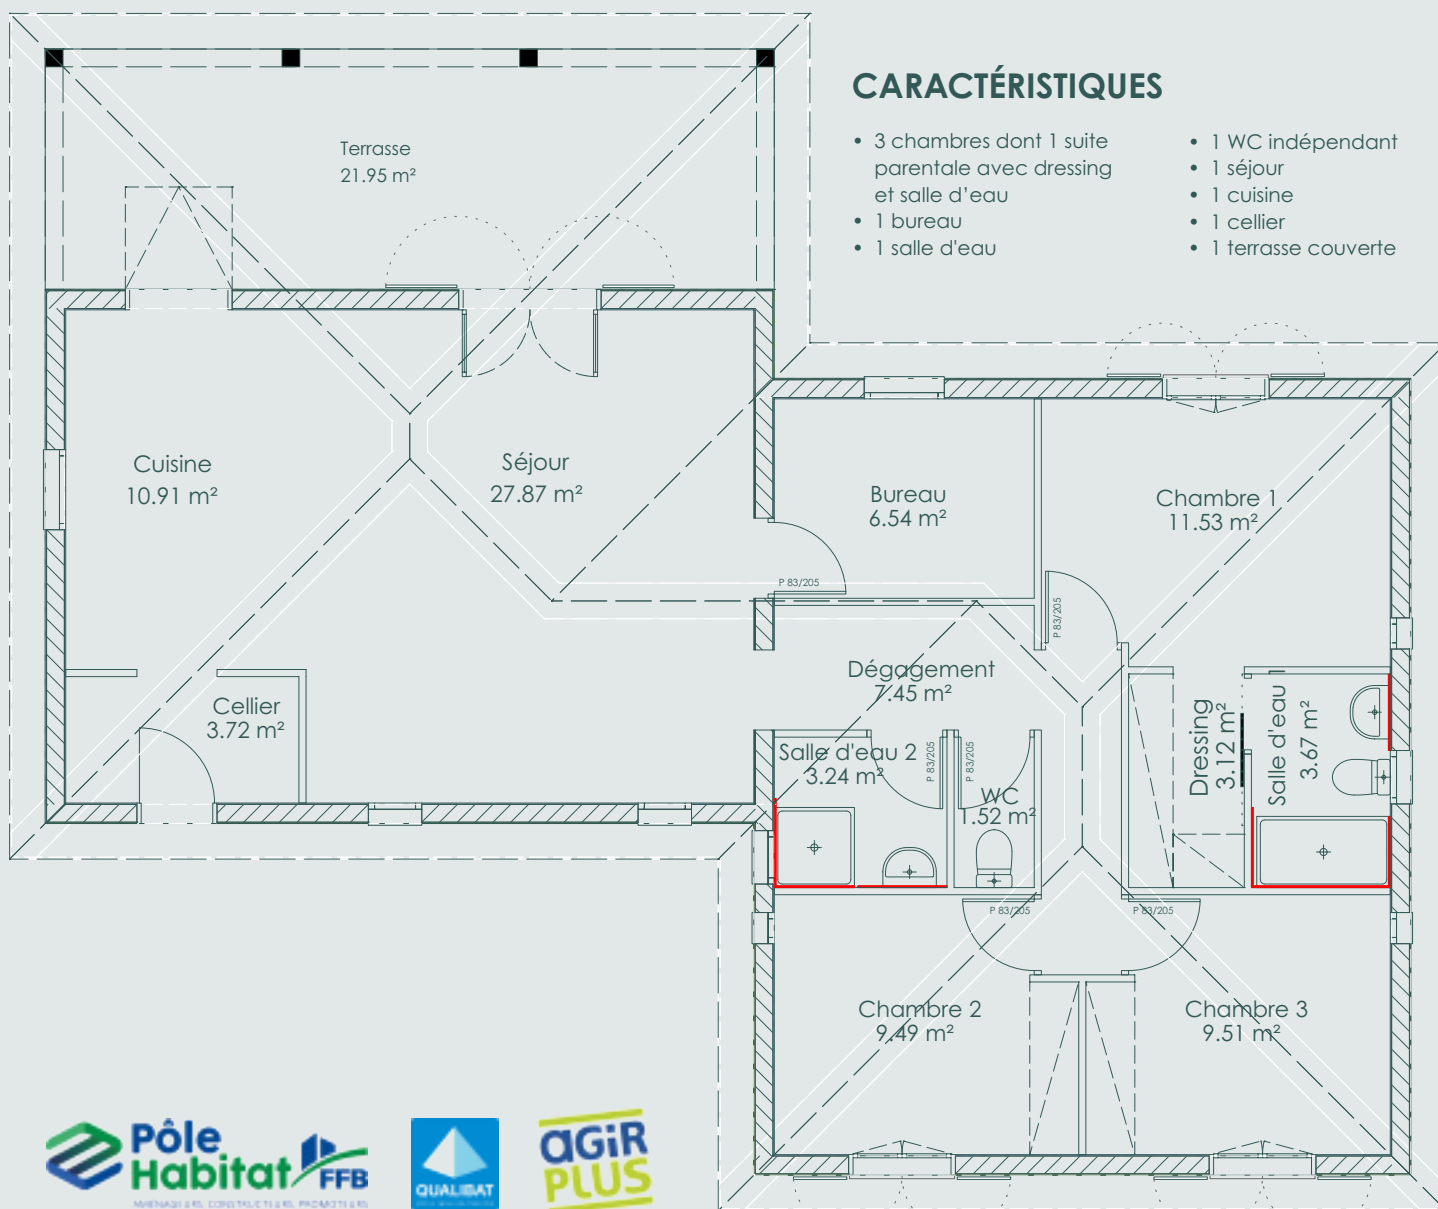 CARACTÉRISTIQUES
• 3 chambres dont 1 suite
parentale avec dressing
et salle d’eau
• 1 bureau
• 1 salle d'eau
• 1 WC indépendant
• 1 séjour
• 1 cuisine
• 1 cellier
• 1 terrasse couverte
Terrasse
21.95 m²
Cuisine
10.91 m²
Séjour
27.87 m²
Bureau
6.54 m²
Chambre 1
11.53 m²
P 83/205
P 83/205
Dégagement
7.45 m²
Cellier
3.72 m²
Salle d'eau 2
3.24 m²
P 83/205
P 83/205
WC
1.52 m²
Dressing
3.12 m²
Salle d'eau 1
3.67 m²
P 83/205
P 83/205
Chambre 2
9.49 m²
Chambre 3
9.51 m²
Pôle
Habitat
FFB
QUALIBAT
aGiR
PLUS